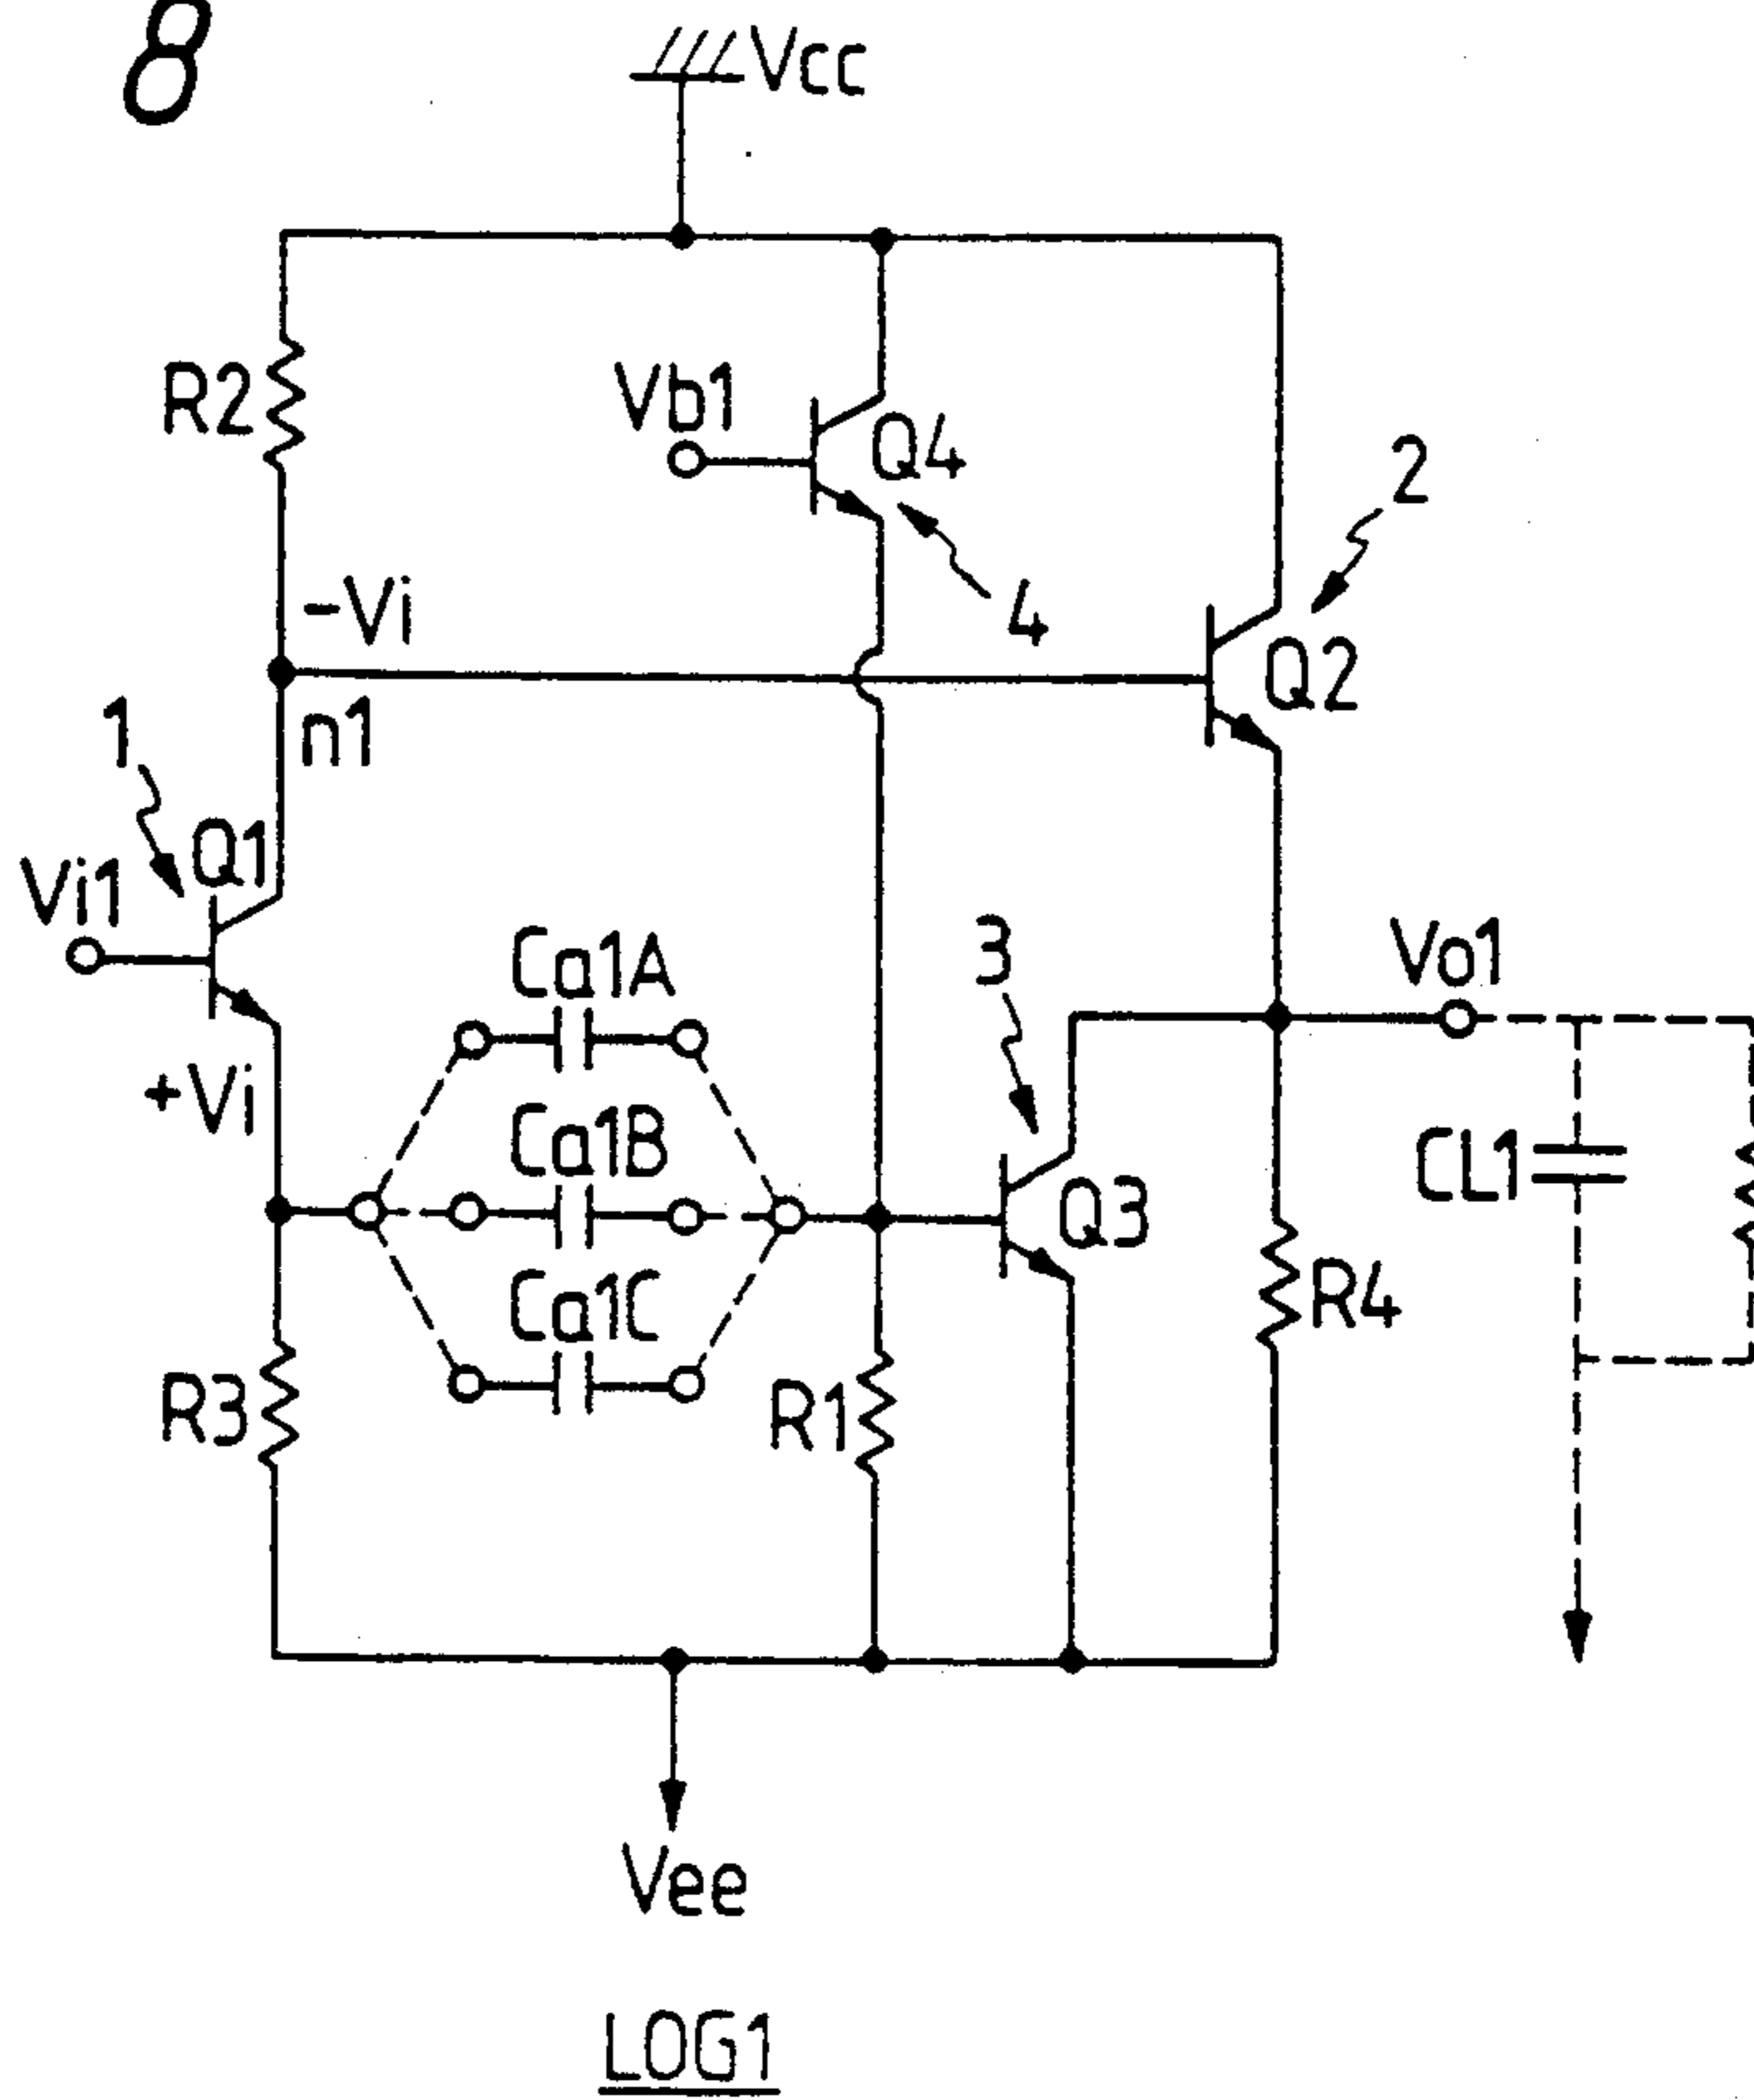 8
Vcc
R2
Vb1
Q4
2
-Vi
4
Q2
1
n1
Q1
Vi1
Ca1A
3
Vo1
+Vi
Ca1B
CL1
Q3
Ca1C
R4
R3
R1
Vee
LOG1